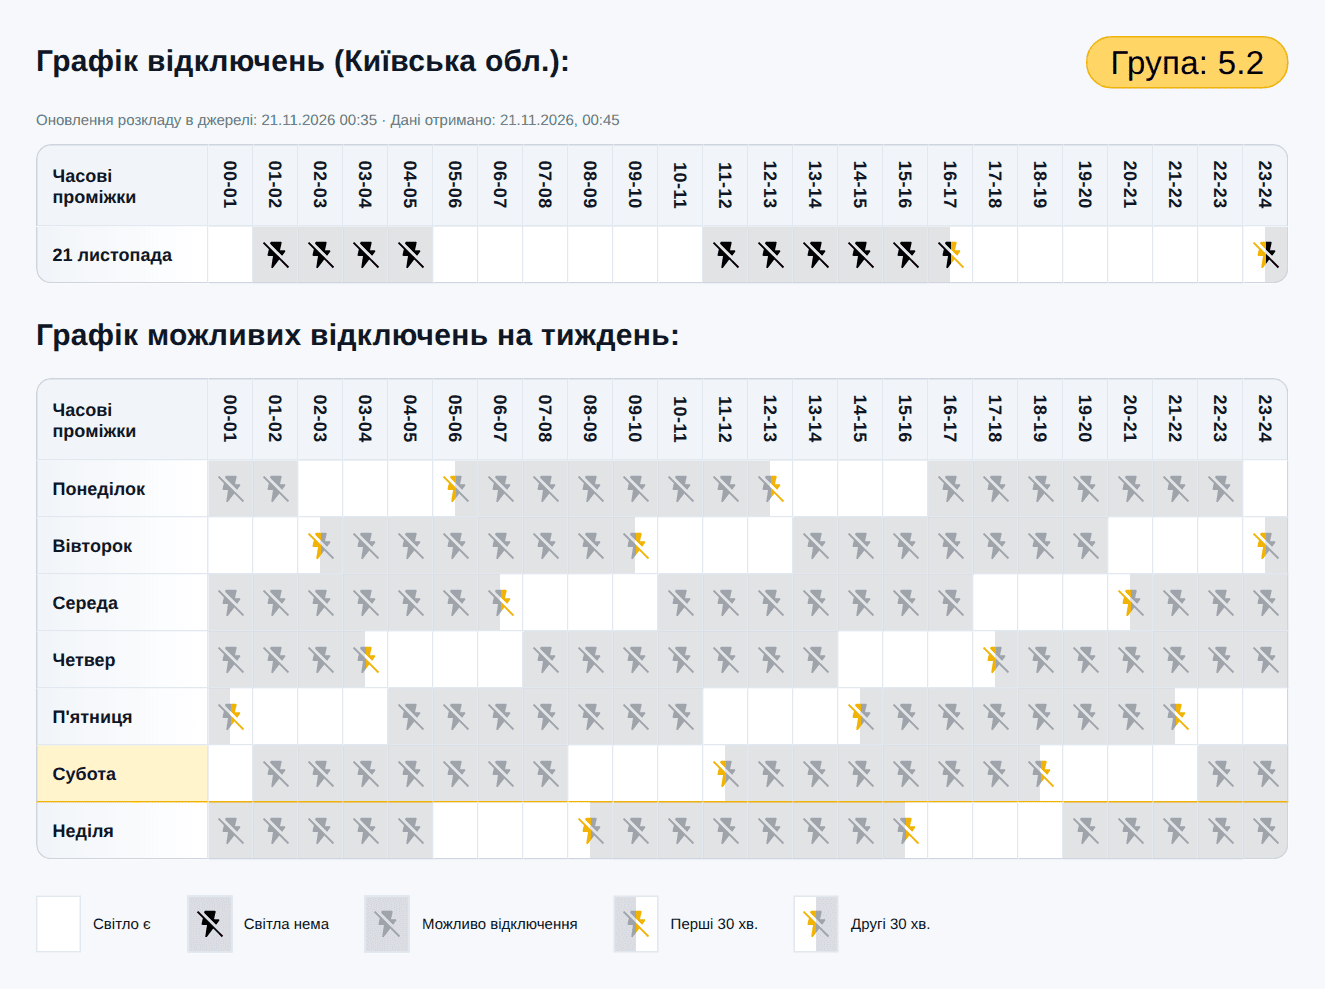 Графік відключень (Київська обл.):
Група: 5.2
Оновлення розкладу в джерелі: 21.11.2026 00:35 · Дані отримано: 21.11.2026, 00:45
Часові проміжки 00-01 01-02 02-03 03-04 04-05 05-06 06-07 07-08 08-09 09-10 10-11 11-12 12-13 13-14 14-15 15-16 16-17 17-18 18-19 19-20 20-21 21-22 22-23 23-24
21 листопада
Графік можливих відключень на тиждень:
Часові проміжки 00-01 01-02 02-03 03-04 04-05 05-06 06-07 07-08 08-09 09-10 10-11 11-12 12-13 13-14 14-15 15-16 16-17 17-18 18-19 19-20 20-21 21-22 22-23 23-24
Понеділок
Вівторок
Середа
Четвер
П'ятниця
Субота
Неділя
Світло є Світла нема Можливо відключення Перші 30 хв. Другі 30 хв.